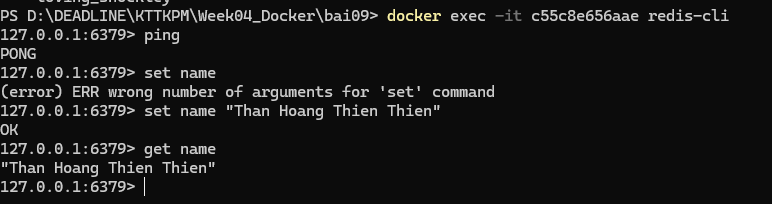 PS D:\DEADLINE\KTTKPM\Week04_Docker\bai09> docker exec -it c55c8e656aae redis-cli
127.0.0.1:6379> ping
PONG
127.0.0.1:6379> set name
(error) ERR wrong number of arguments for 'set' command
127.0.0.1:6379> set name "Than Hoang Thien Thien"
OK
127.0.0.1:6379> get name
"Than Hoang Thien Thien"
127.0.0.1:6379>